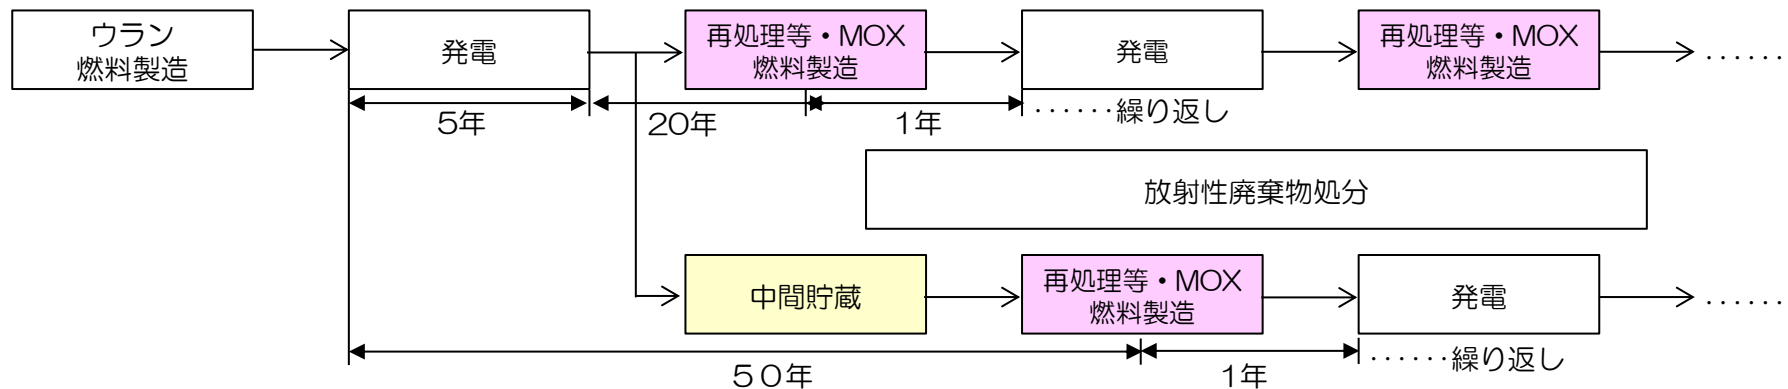 ウラン
燃料製造
発電
再処理等・MOX
燃料製造
発電
再処理等・MOX
燃料製造
・・・・・・
5年
20年
1年
・・・・・・繰り返し
放射性廃棄物処分
中間貯蔵
再処理等・MOX
燃料製造
発電
・・・・・・
５０年
1年
・・・・・・繰り返し